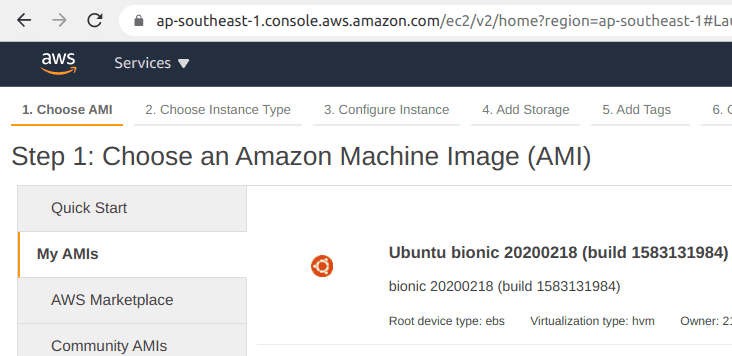 ap-southeast-1.console.aws.amazon.com/ec2/v2/home?region=ap-southeast-1#Lau
aws Services
1. Choose AMI 2. Choose Instance Type 3. Configure Instance 4. Add Storage 5. Add Tags 6.
Step 1: Choose an Amazon Machine Image (AMI)
Quick Start
My AMIs
AWS Marketplace
Community AMIs
Ubuntu bionic 20200218 (build 1583131984)
bionic 20200218 (build 1583131984)
Root device type: ebs Virtualization type: hvm Owner: 21